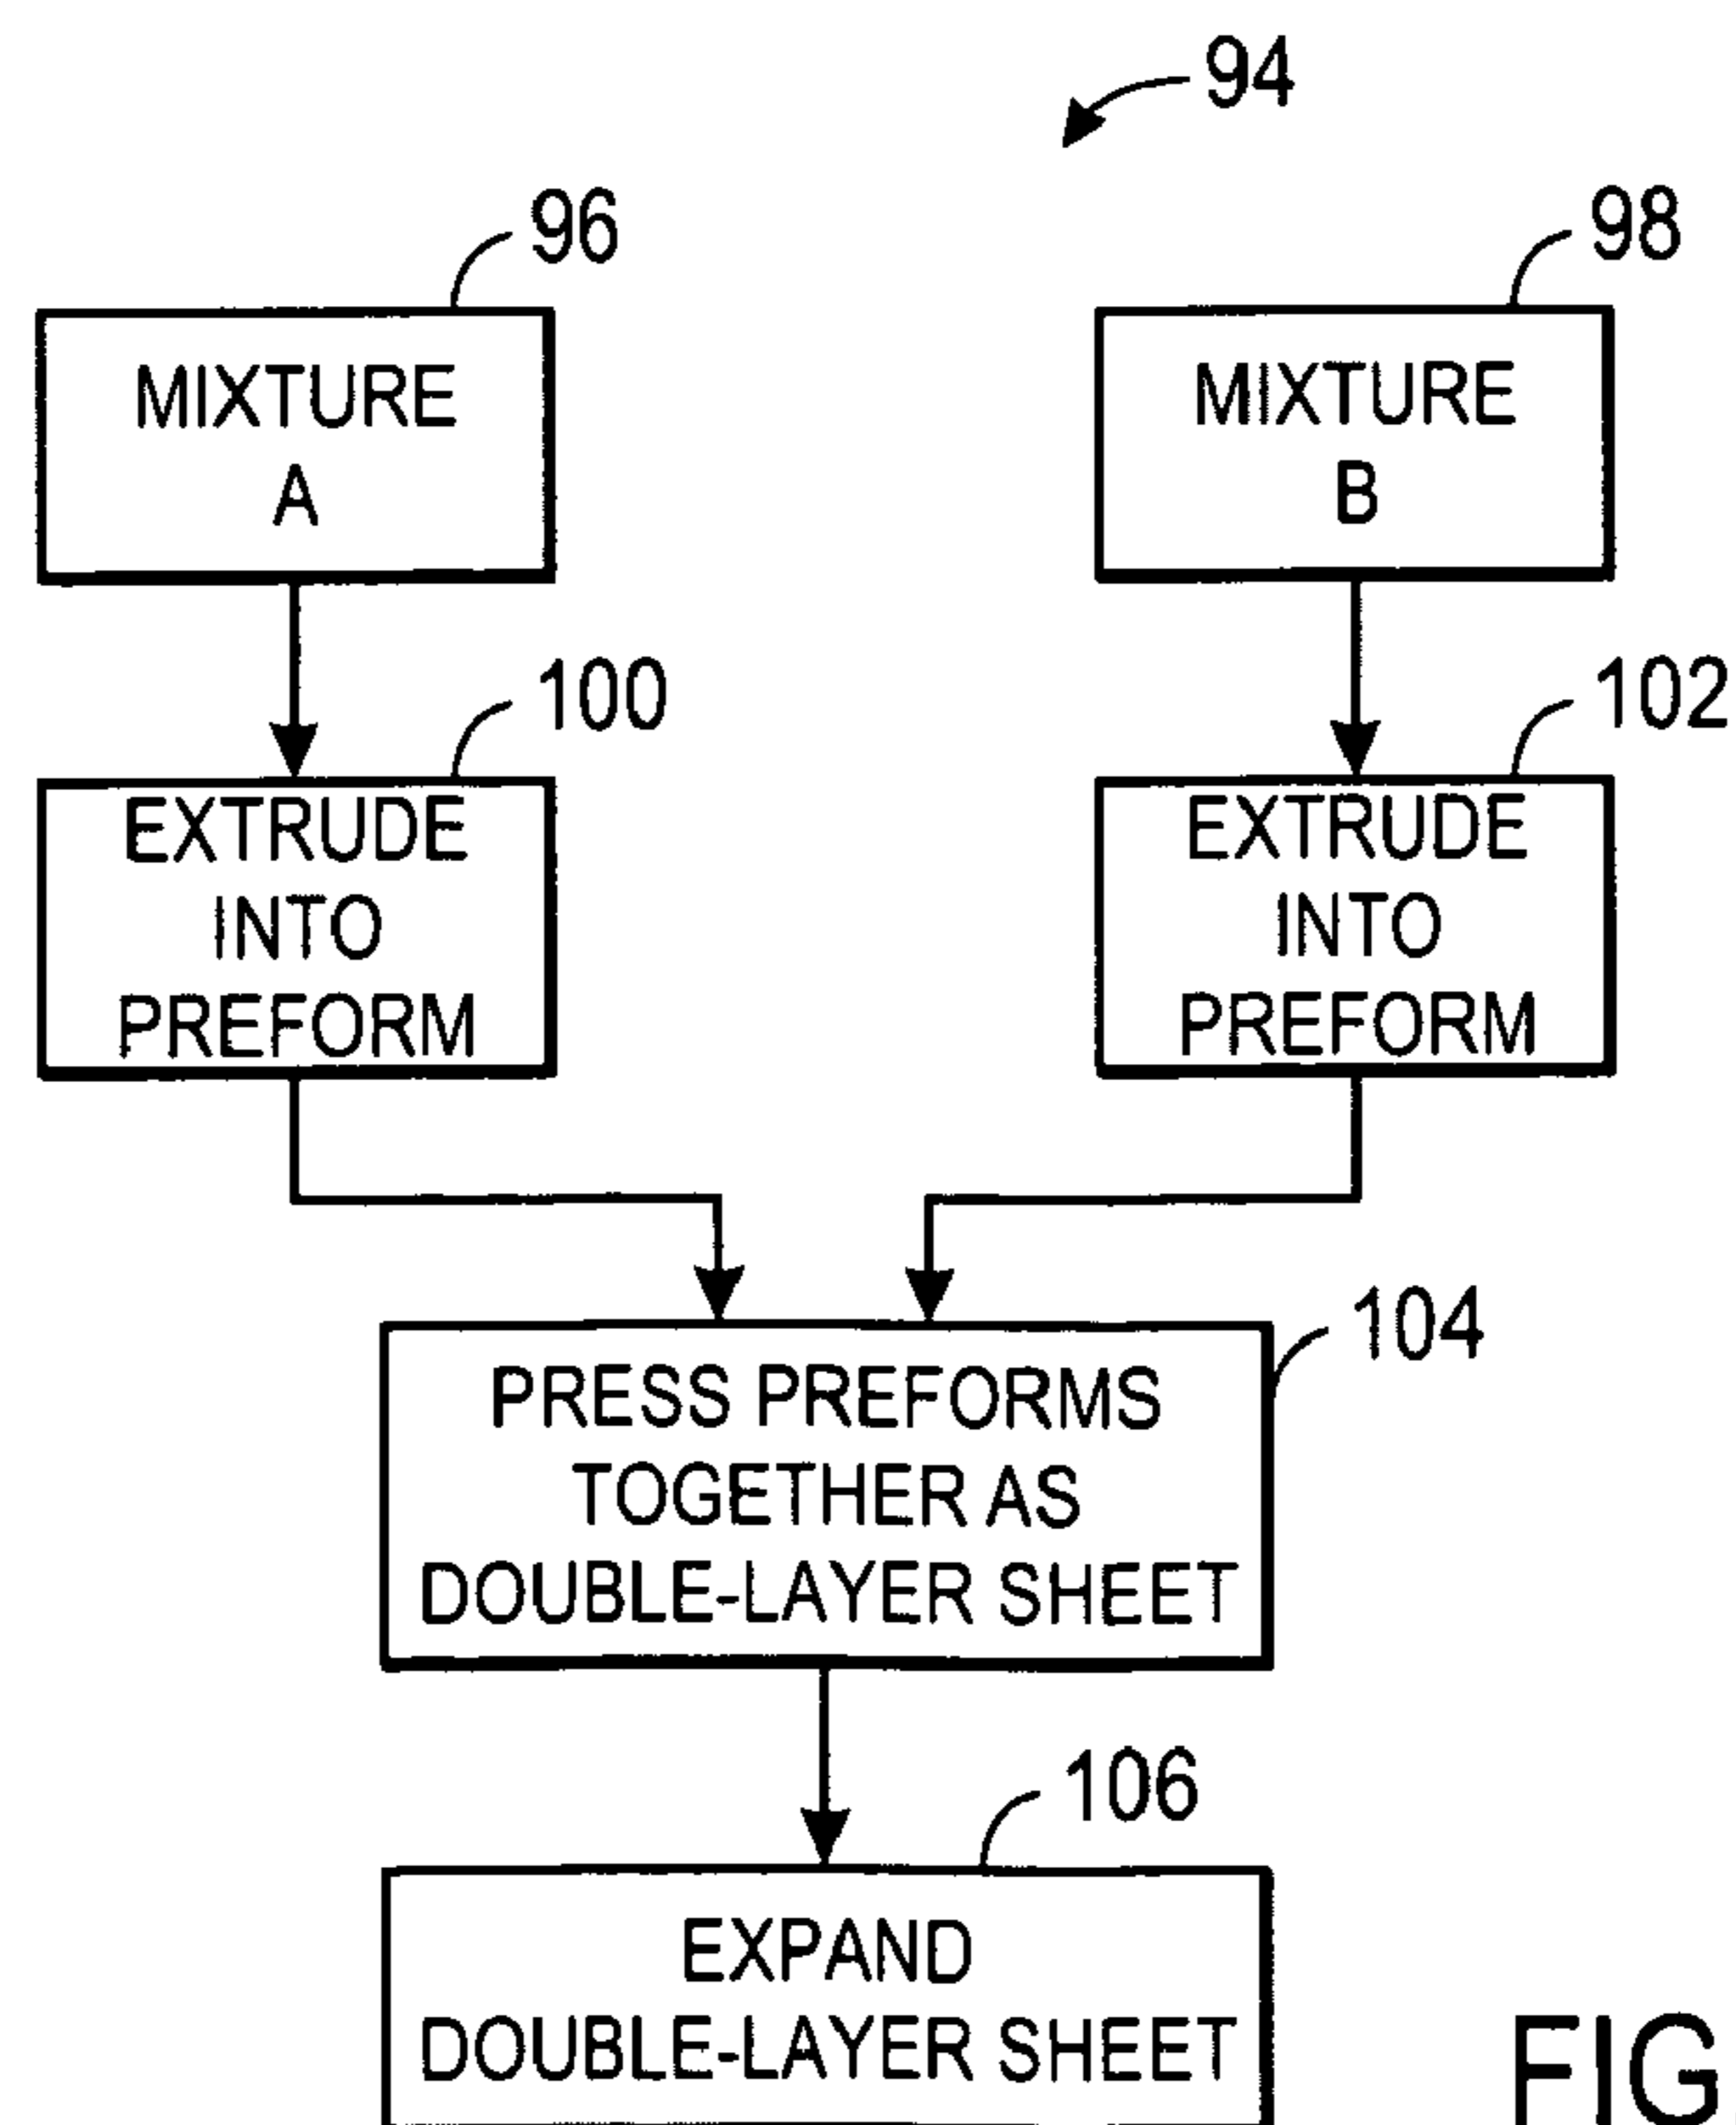 94
96
98
MIXTURE
A
MIXTURE
B
100
102
EXTRUDE
INTO
PREFORM
EXTRUDE
INTO
PREFORM
104
PRESS PREFORMS
TOGETHER AS
DOUBLE-LAYER SHEET
106
EXPAND
DOUBLE-LAYER SHEET
FIG